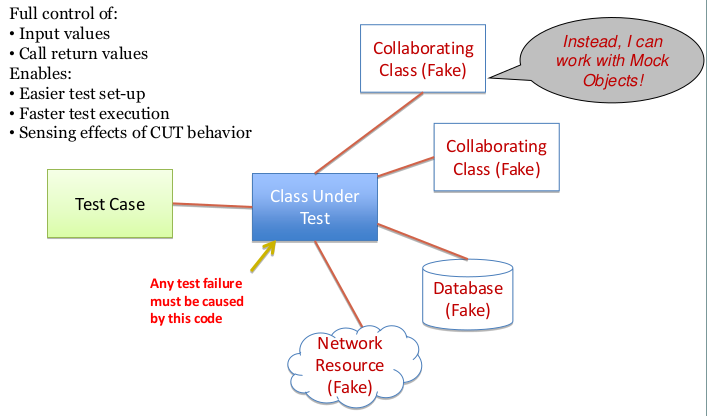 Full control of:
• Input values
• Call return values
Enables:
• Easier test set-up
• Faster test execution
• Sensing effects of CUT behavior
Collaborating
Class (Fake)
Instead, I can
work with Mock
Objects!
Collaborating
Class (Fake)
Test Case
Class Under
Test
Any test failure
must be caused
by this code
Database
(Fake)
Network
Resource
(Fake)